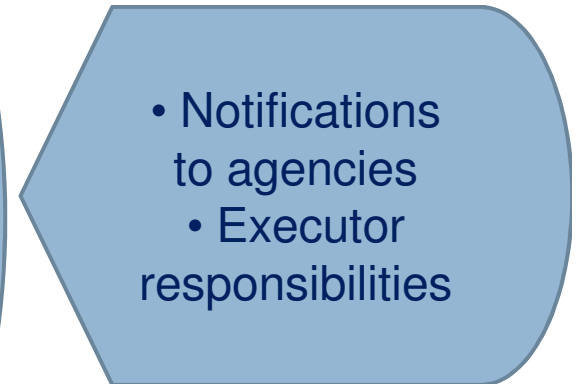 • Notifications
to agencies
• Executor
responsibilities